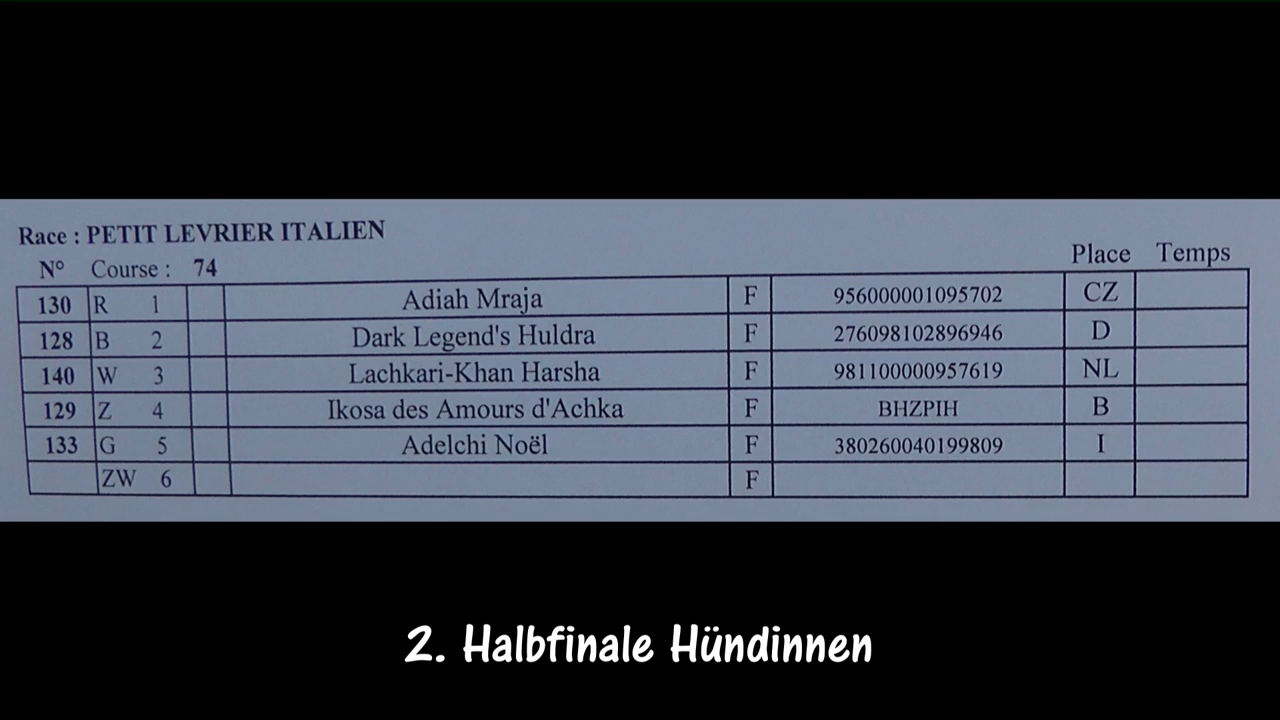 Race : PETIT LEVRIER ITALIEN
N° Course : 74 Place Temps
130 R 1 Adiah Mraja F 956000001095702 CZ
128 B 2 Dark Legend's Huldra F 276098102896946 D
140 W 3 Lachkari-Khan Harsha F 981100000957619 NL
129 Z 4 Ikosa des Amours d'Achka F BHZPIH B
133 G 5 Adelchi Noël F 380260040199809 I
ZW 6 F
2. Halbfinale Hündinnen